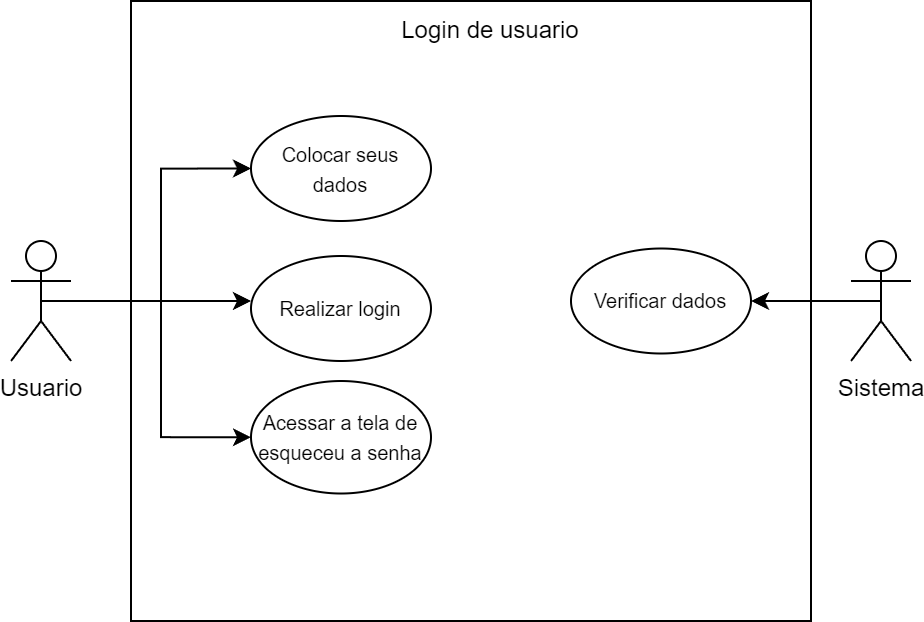 Login de usuario
Colocar seus
dados
Usuario
Realizar login
Verificar dados
Sistema
Acessar a tela de
esqueceu a senha